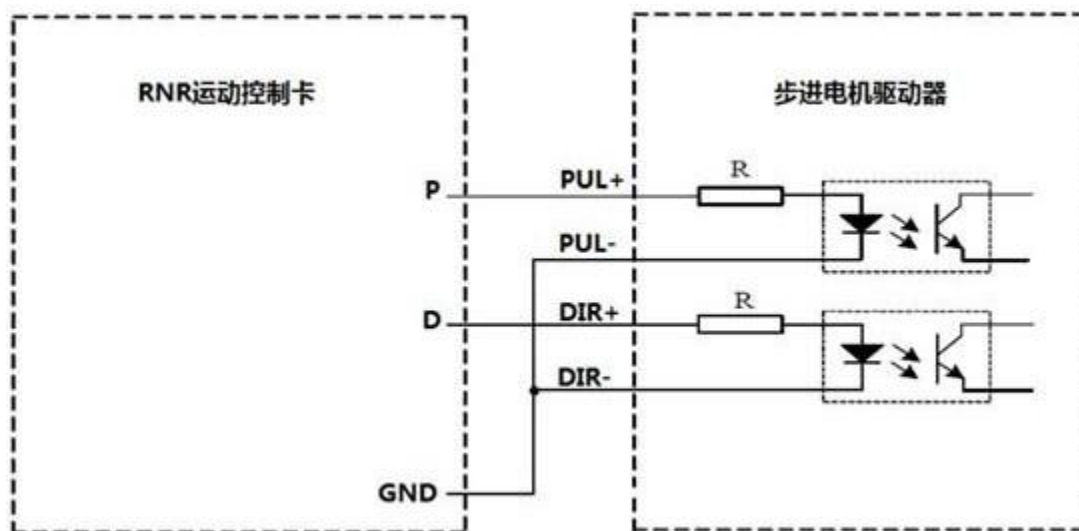 RNR运动控制卡
步进电机驱动器
P
PUL+
R
PUL-
D
DIR+
R
DIR-
GND